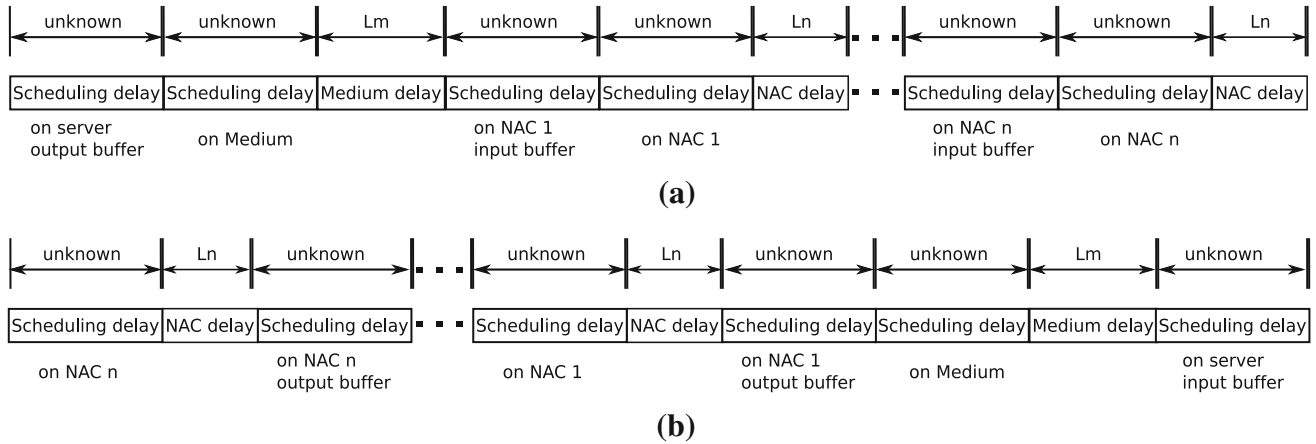 unknown unknown Lm unknown unknown Ln unknown unknown Ln
Scheduling delay Scheduling delay Medium delay Scheduling delay Scheduling delay NAC delay Scheduling delay Scheduling delay NAC delay
on server output buffer on Medium on NAC 1 input buffer on NAC 1 on NAC n input buffer on NAC n
(a)
unknown Ln unknown unknown Ln unknown unknown Lm unknown
Scheduling delay NAC delay Scheduling delay Scheduling delay NAC delay Scheduling delay Scheduling delay Medium delay Scheduling delay
on NAC n on NAC n output buffer on NAC 1 on NAC 1 output buffer on Medium on server input buffer
(b)